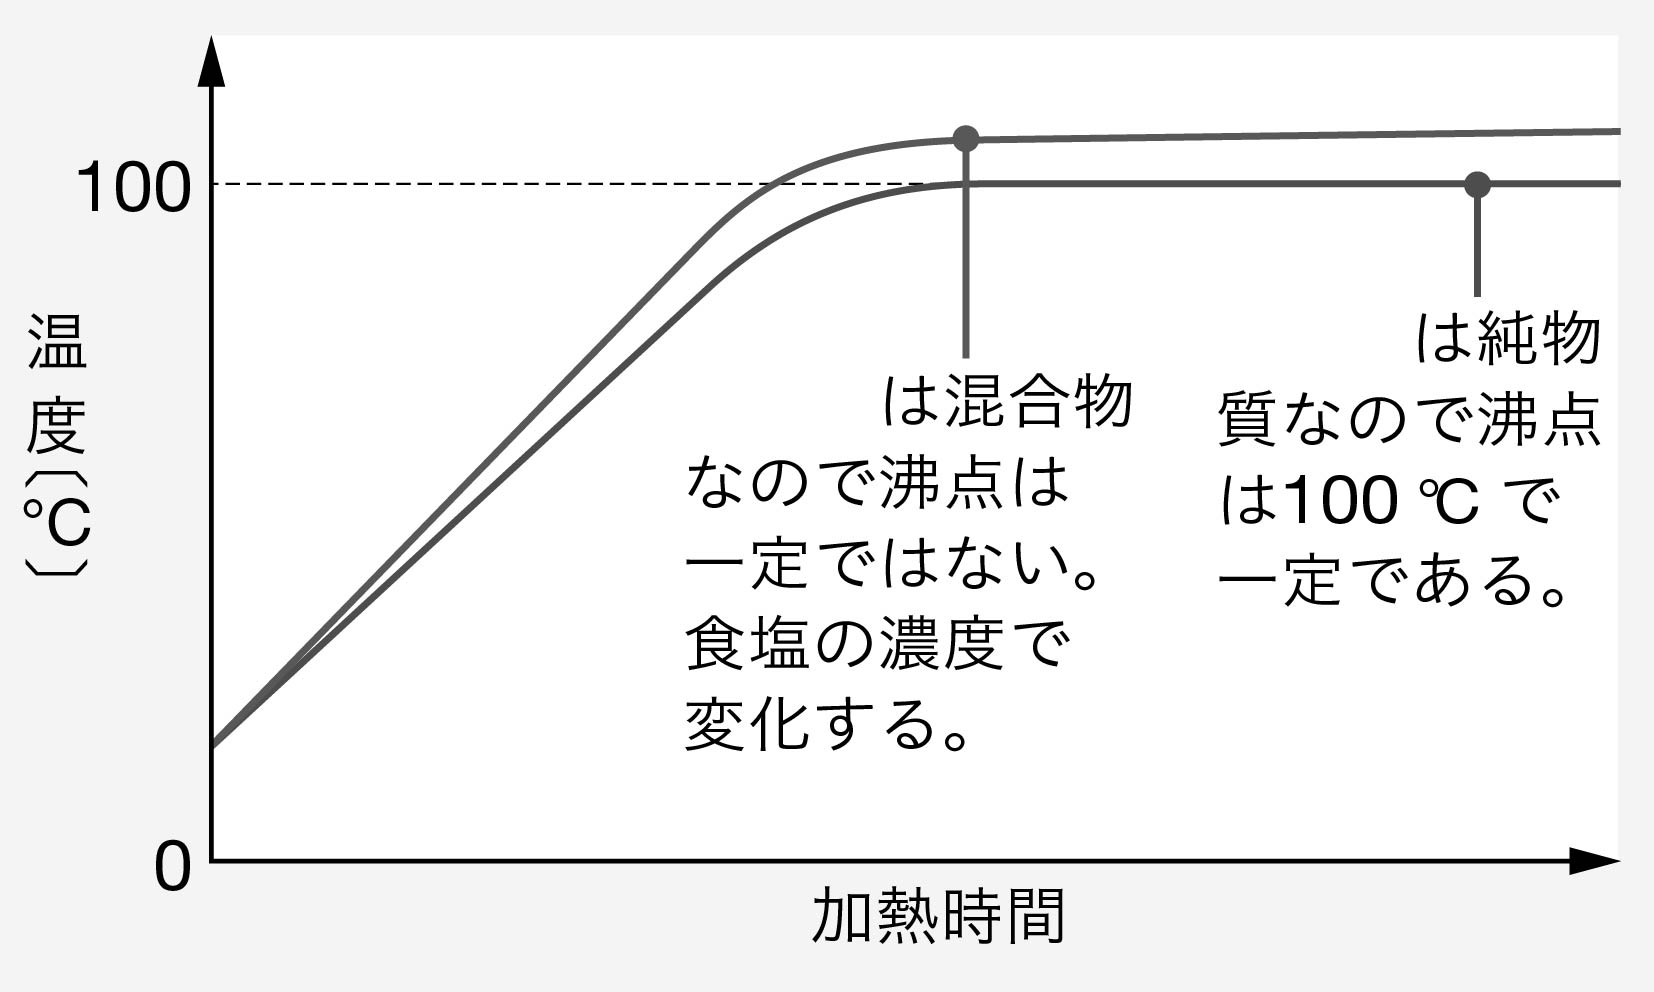 100
温度〔℃〕
0
加熱時間
は混合物
なので沸点は
一定ではない。
食塩の濃度で
変化する。
は純物
質なので沸点
は100 ℃ で
一定である。